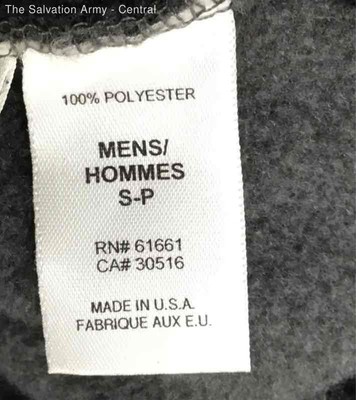 The Salvation Army - Central
100% POLYESTER
MENS/
HOMMES
S-P
RN# 61661
CA# 30516
MADE IN U.S.A.
FABRIQUE AUX E.U.